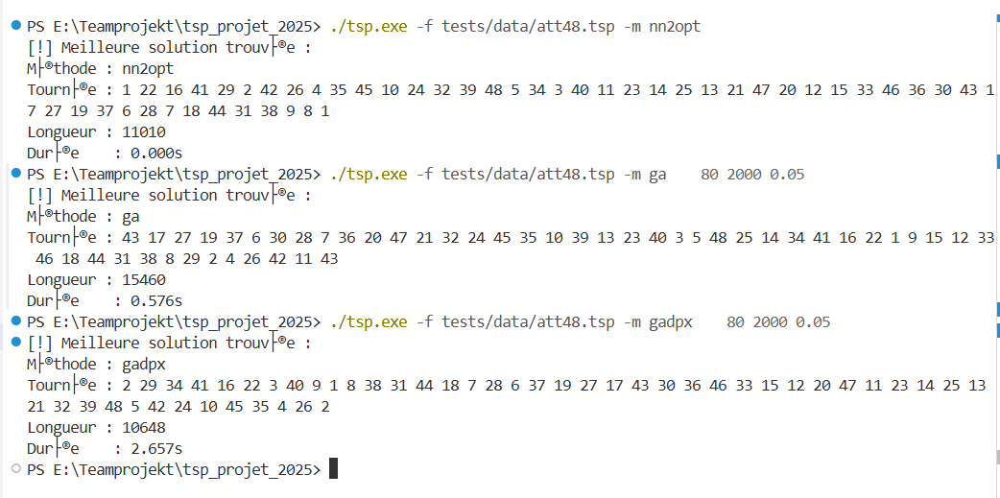 PS E:\Teamprojekt\tsp_projet_2025> ./tsp.exe -f tests/data/att48.tsp -m nn2opt
[!] Meilleure solution trouv├®e :
M├®thode : nn2opt
Tourn├®e : 1 22 16 41 29 2 42 26 4 35 45 10 24 32 39 48 5 34 3 40 11 23 14 25 13 21 47 20 12 15 33 46 36 30 43 1
7 27 19 37 6 28 7 18 44 31 38 9 8 1
Longueur : 11010
Dur├®e    : 0.000s
PS E:\Teamprojekt\tsp_projet_2025> ./tsp.exe -f tests/data/att48.tsp -m ga    80 2000 0.05
[!] Meilleure solution trouv├®e :
M├®thode : ga
Tourn├®e : 43 17 27 19 37 6 30 28 7 36 20 47 21 32 24 45 35 10 39 13 23 40 3 5 48 25 14 34 41 16 22 1 9 15 12 33
 46 18 44 31 38 8 29 2 4 26 42 11 43
Longueur : 15460
Dur├®e    : 0.576s
PS E:\Teamprojekt\tsp_projet_2025> ./tsp.exe -f tests/data/att48.tsp -m gadpx    80 2000 0.05
[!] Meilleure solution trouv├®e :
M├®thode : gadpx
Tourn├®e : 2 29 34 41 16 22 3 40 9 1 8 38 31 44 18 7 28 6 37 19 27 17 43 30 36 46 33 15 12 20 47 11 23 14 25 13
21 32 39 48 5 42 24 10 45 35 4 26 2
Longueur : 10648
Dur├®e    : 2.657s
PS E:\Teamprojekt\tsp_projet_2025>